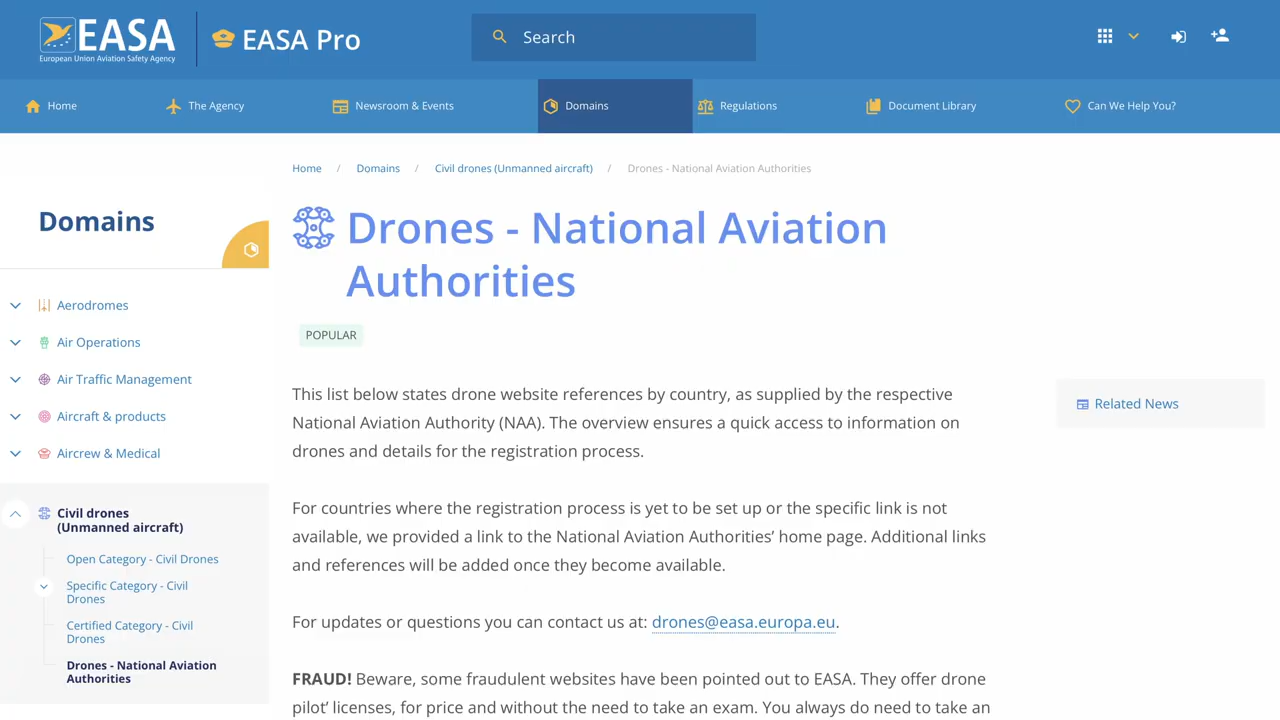 EASA
European Union Aviation Safety Agency
EASA Pro
Search
Home
The Agency
Newsroom & Events
Domains
Regulations
Document Library
Can We Help You?
Home / Domains / Civil drones (Unmanned aircraft) / Drones - National Aviation Authorities
Domains
Aerodromes
Air Operations
Air Traffic Management
Aircraft & products
Aircrew & Medical
Civil drones
(Unmanned aircraft)
Open Category - Civil Drones
Specific Category - Civil
Drones
Certified Category - Civil
Drones
Drones - National Aviation
Authorities
Drones - National Aviation
Authorities
POPULAR
This list below states drone website references by country, as supplied by the respective
National Aviation Authority (NAA). The overview ensures a quick access to information on
drones and details for the registration process.
For countries where the registration process is yet to be set up or the specific link is not
available, we provided a link to the National Aviation Authorities’ home page. Additional links
and references will be added once they become available.
For updates or questions you can contact us at: drones@easa.europa.eu.
FRAUD! Beware, some fraudulent websites have been pointed out to EASA. They offer drone
pilot’ licenses, for price and without the need to take an exam. You always do need to take an
Related News